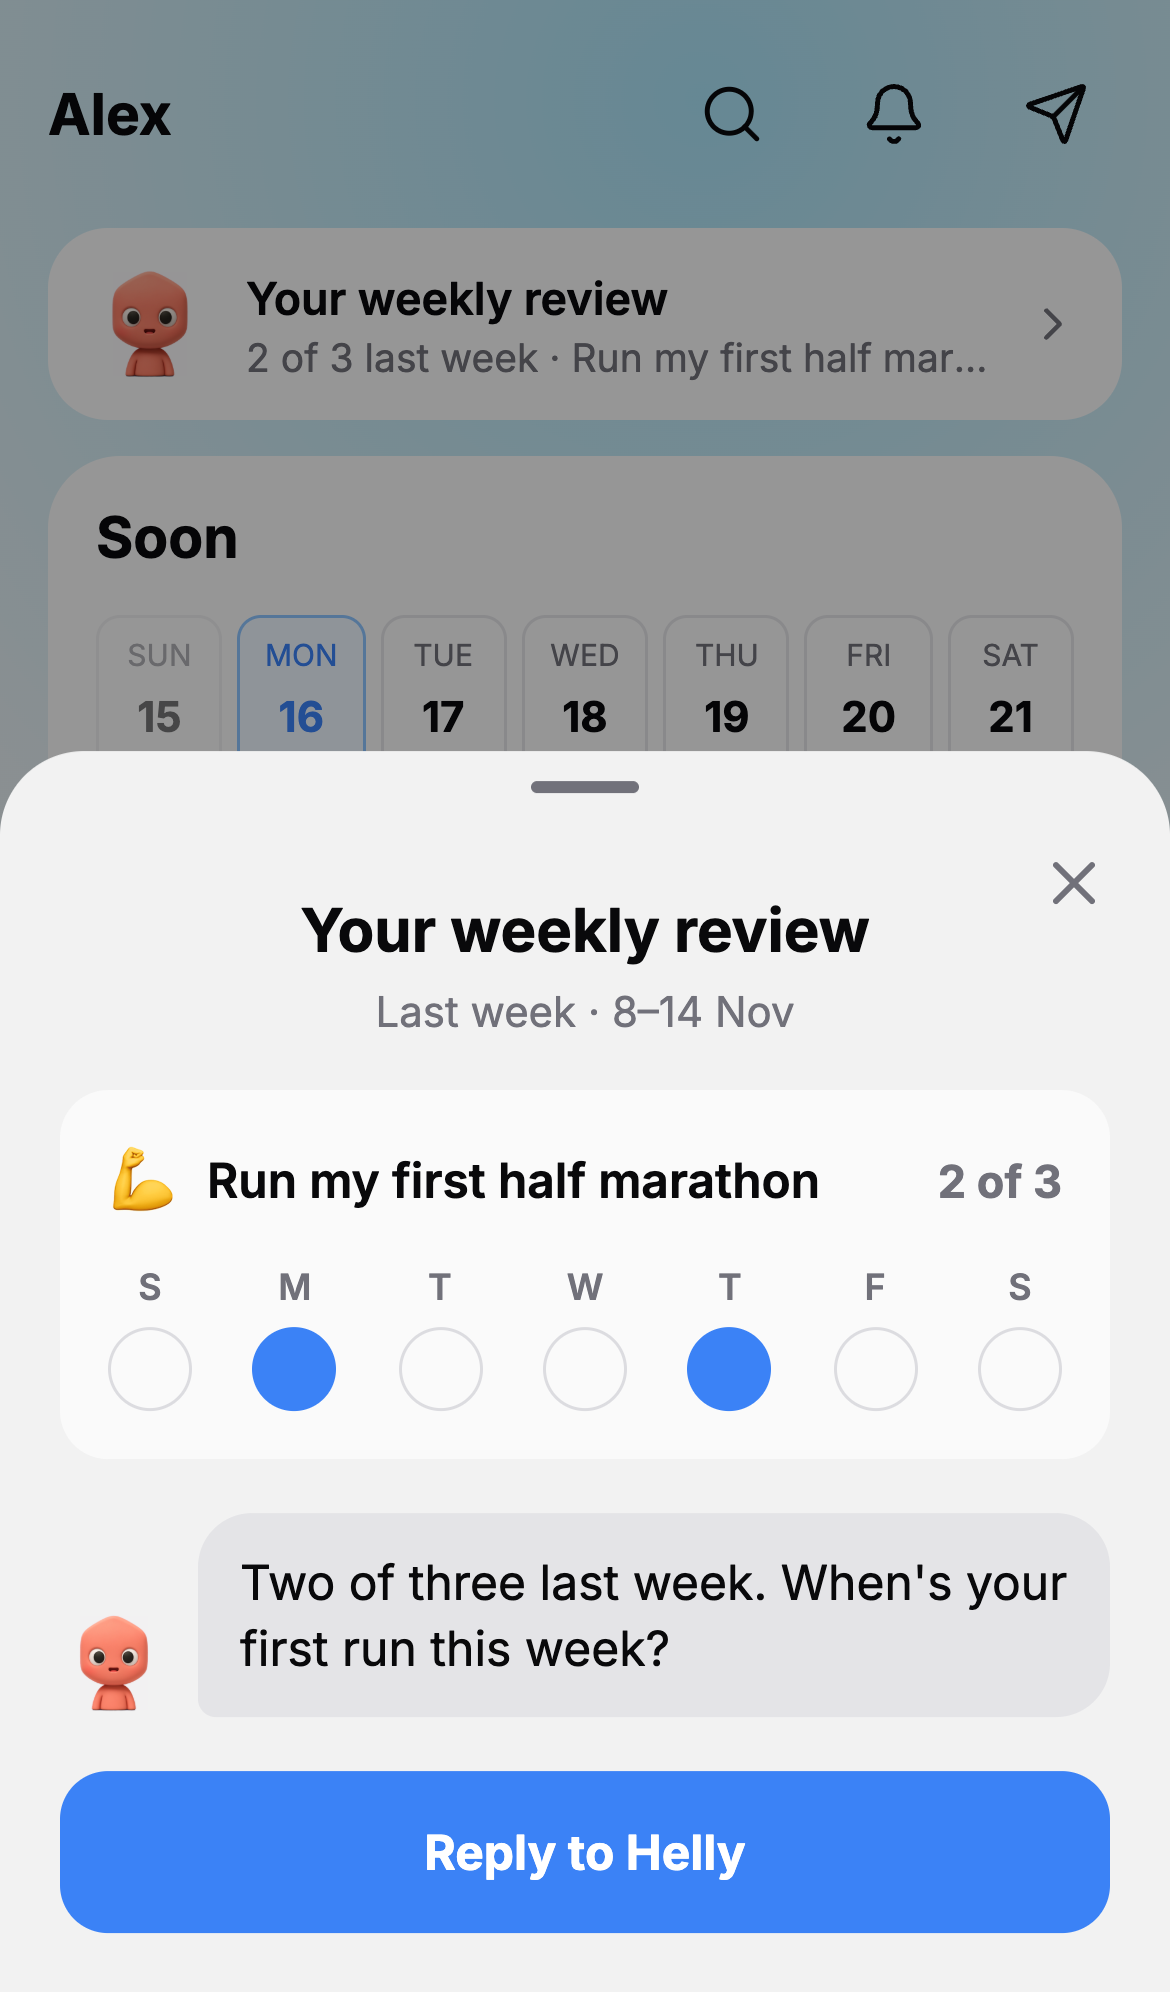 Alex
Your weekly review
2 of 3 last week · Run my first half mar...
Soon
SUN MON TUE WED THU FRI SAT
15 16 17 18 19 20 21
Your weekly review
Last week · 8–14 Nov
Run my first half marathon 2 of 3
S M T W T F S
Two of three last week. When's your
first run this week?
Reply to Helly